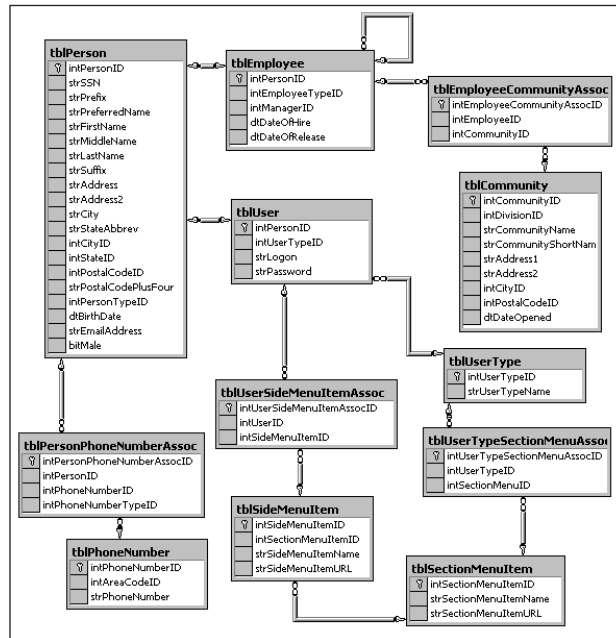 tblPerson
intPersonID
strSSN
strPrefix
strPreferredName
strFirstName
strMiddleName
strLastName
strSuffix
strAddress
strAddress2
strCity
strStateAbbrev
intCityID
intStateID
intPostalCodeID
strPostalCodePlusFour
intPersonTypeID
dtBirthDate
strEmailAddress
bitMale
tblEmployee
intPersonID
intEmployeeTypeID
intManagerID
dtDateOfHire
dtDateOfRelease
tblEmployeeCommunityAssoc
intEmployeeCommunityAssocID
intEmployeeID
intCommunityID
tblCommunity
intCommunityID
intDivisionID
strCommunityName
strCommunityShortNam
strAddress1
strAddress2
intCityID
intPostalCodeID
dtDateOpened
tblUser
intPersonID
intUserTypeID
strLogon
strPassword
tblUserType
intUserTypeID
strUserTypeName
tblUserSideMenuItemAssoc
intUserSideMenuItemAssocID
intUserID
intSideMenuItemID
tblUserTypeSectionMenuAssoc
intUserTypeSectionMenuAssocID
intUserTypeID
intSectionMenuID
tblPersonPhoneNumberAssoc
intPersonPhoneNumberAssocID
intPersonID
intPhoneNumberID
intPhoneNumberTypeID
tblSideMenuItem
intSideMenuItemID
intSectionMenuItemID
strSideMenuItemName
strSideMenuItemURL
tblPhoneNumber
intPhoneNumberID
intAreaCodeID
strPhoneNumber
tblSectionMenuItem
intSectionMenuItemID
strSectionMenuItemName
strSectionMenuItemURL